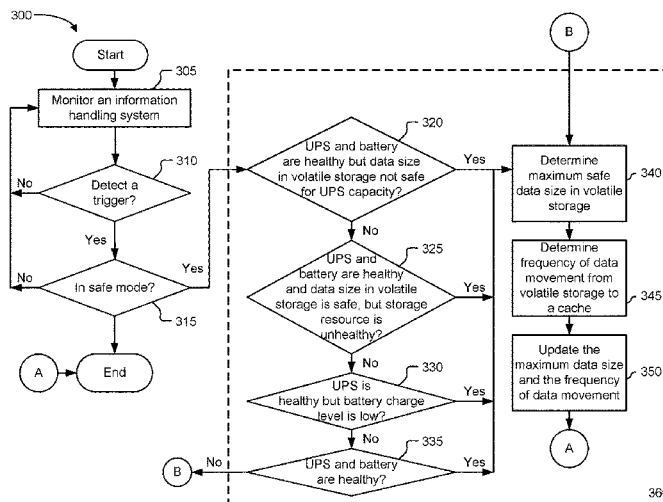 300
Start
305
Monitor an information
handling system
310
Detect a
trigger?
No
Yes
In safe mode?
No
Yes
315
A
End
320
UPS and battery
are healthy but data size
in volatile storage not safe
for UPS capacity?
Yes
No
325
UPS and
battery are healthy
and data size in volatile
storage is safe, but storage
resource is
unhealthy?
Yes
No
330
UPS is
healthy but battery charge
level is low?
Yes
No
335
UPS and battery
are healthy?
Yes
No
B
B
Determine
maximum safe
data size in volatile
storage
340
Determine
frequency of data
movement from
volatile storage to
a cache
345
Update the
maximum data size
and the frequency
of data movement
350
A